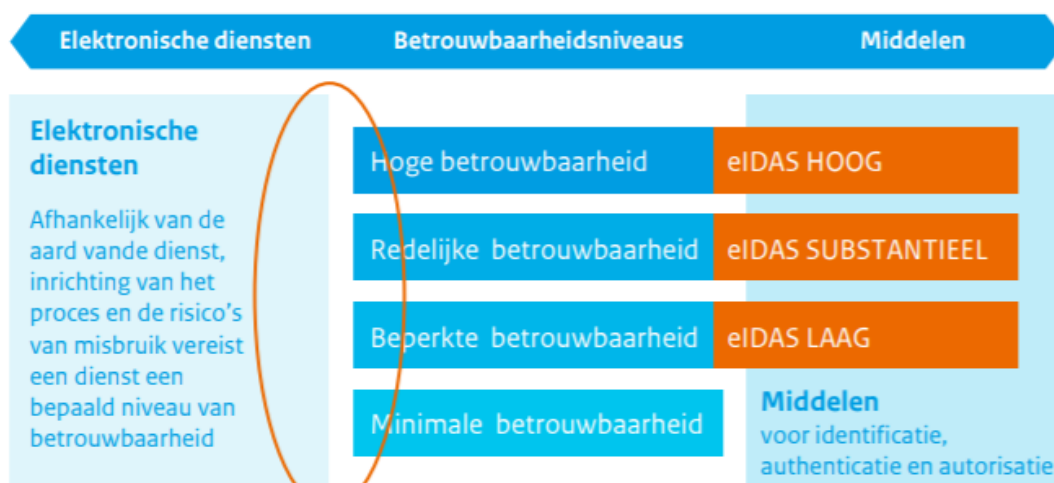 Elektronische diensten
Betrouwbaarheidsniveaus
Middelen
Elektronische
diensten
Afhankelijk van de
aard vande dienst,
inrichting van het
proces en de risico's
van misbruik vereist
een dienst een
bepaald niveau van
betrouwbaarheid
Hoge betrouwbaarheid
eIDAS HOOG
Redelijke betrouwbaarheid
eIDAS SUBSTANTIEEL
Beperkte betrouwbaarheid
eIDAS LAAG
Minimale betrouwbaarheid
Middelen
voor identificatie,
authenticatie en autorisatie